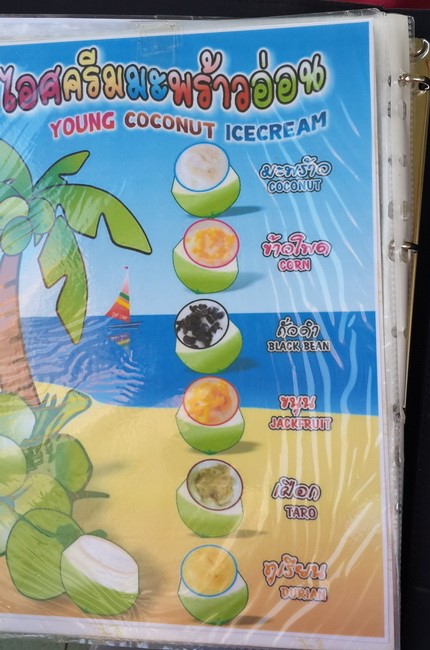 ไอศครีมมะพร้าวอ่อน
YOUNG COCONUT ICECREAM
มะพร้าว
COCONUT
ข้าวโพด
CORN
ถั่วดำ
BLACK BEAN
ขนุน
JACKFRUIT
เผือก
TARO
ทุเรียน
DURIAN